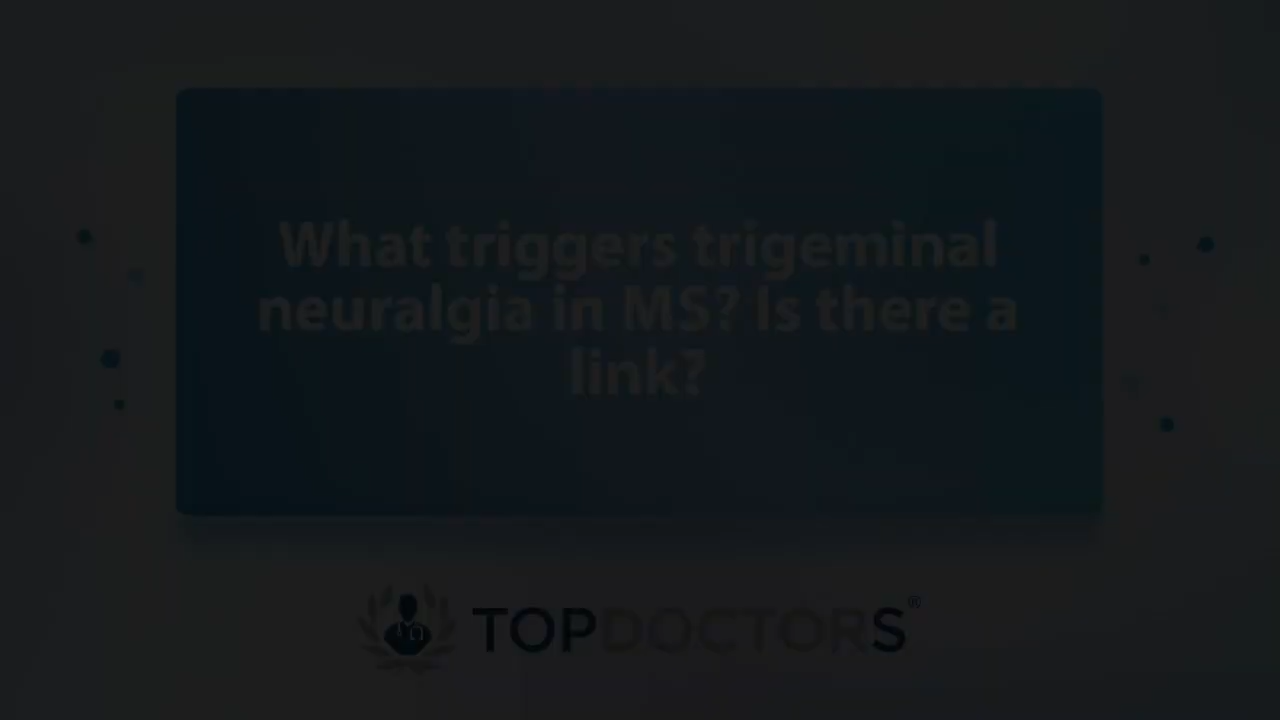 What triggers trigeminal
neuralgia in MS? Is there a
link?
TOPDOCTORS®